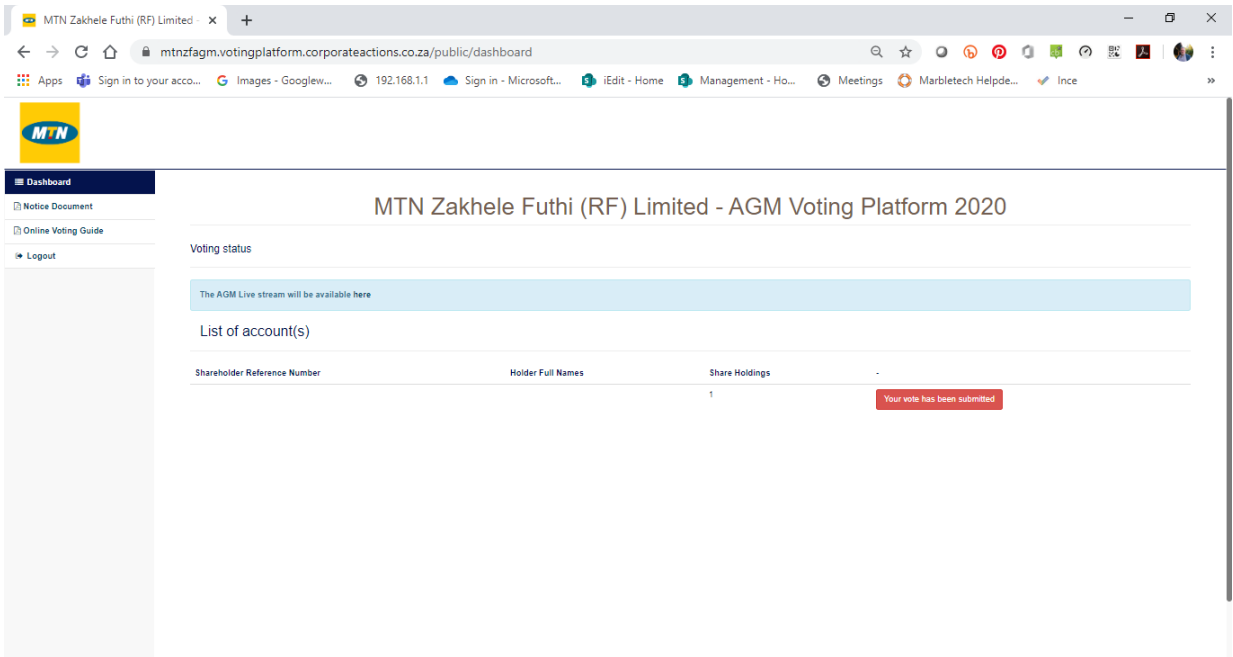 MTN Zakhele Futhi (RF) Limited -
mtnzfagm.votingplatform.corporateactions.co.za/public/dashboard
Apps Sign in to your acco... Images - Googlew... 192.168.1.1 Sign in - Microsoft... iEdit - Home Management - Ho... Meetings Marbletech Helpde... Ince »
MTN
Dashboard
Notice Document
Online Voting Guide
Logout
MTN Zakhele Futhi (RF) Limited - AGM Voting Platform 2020
Voting status
The AGM Live stream will be available here
List of account(s)
Shareholder Reference Number Holder Full Names Share Holdings -
1 Your vote has been submitted